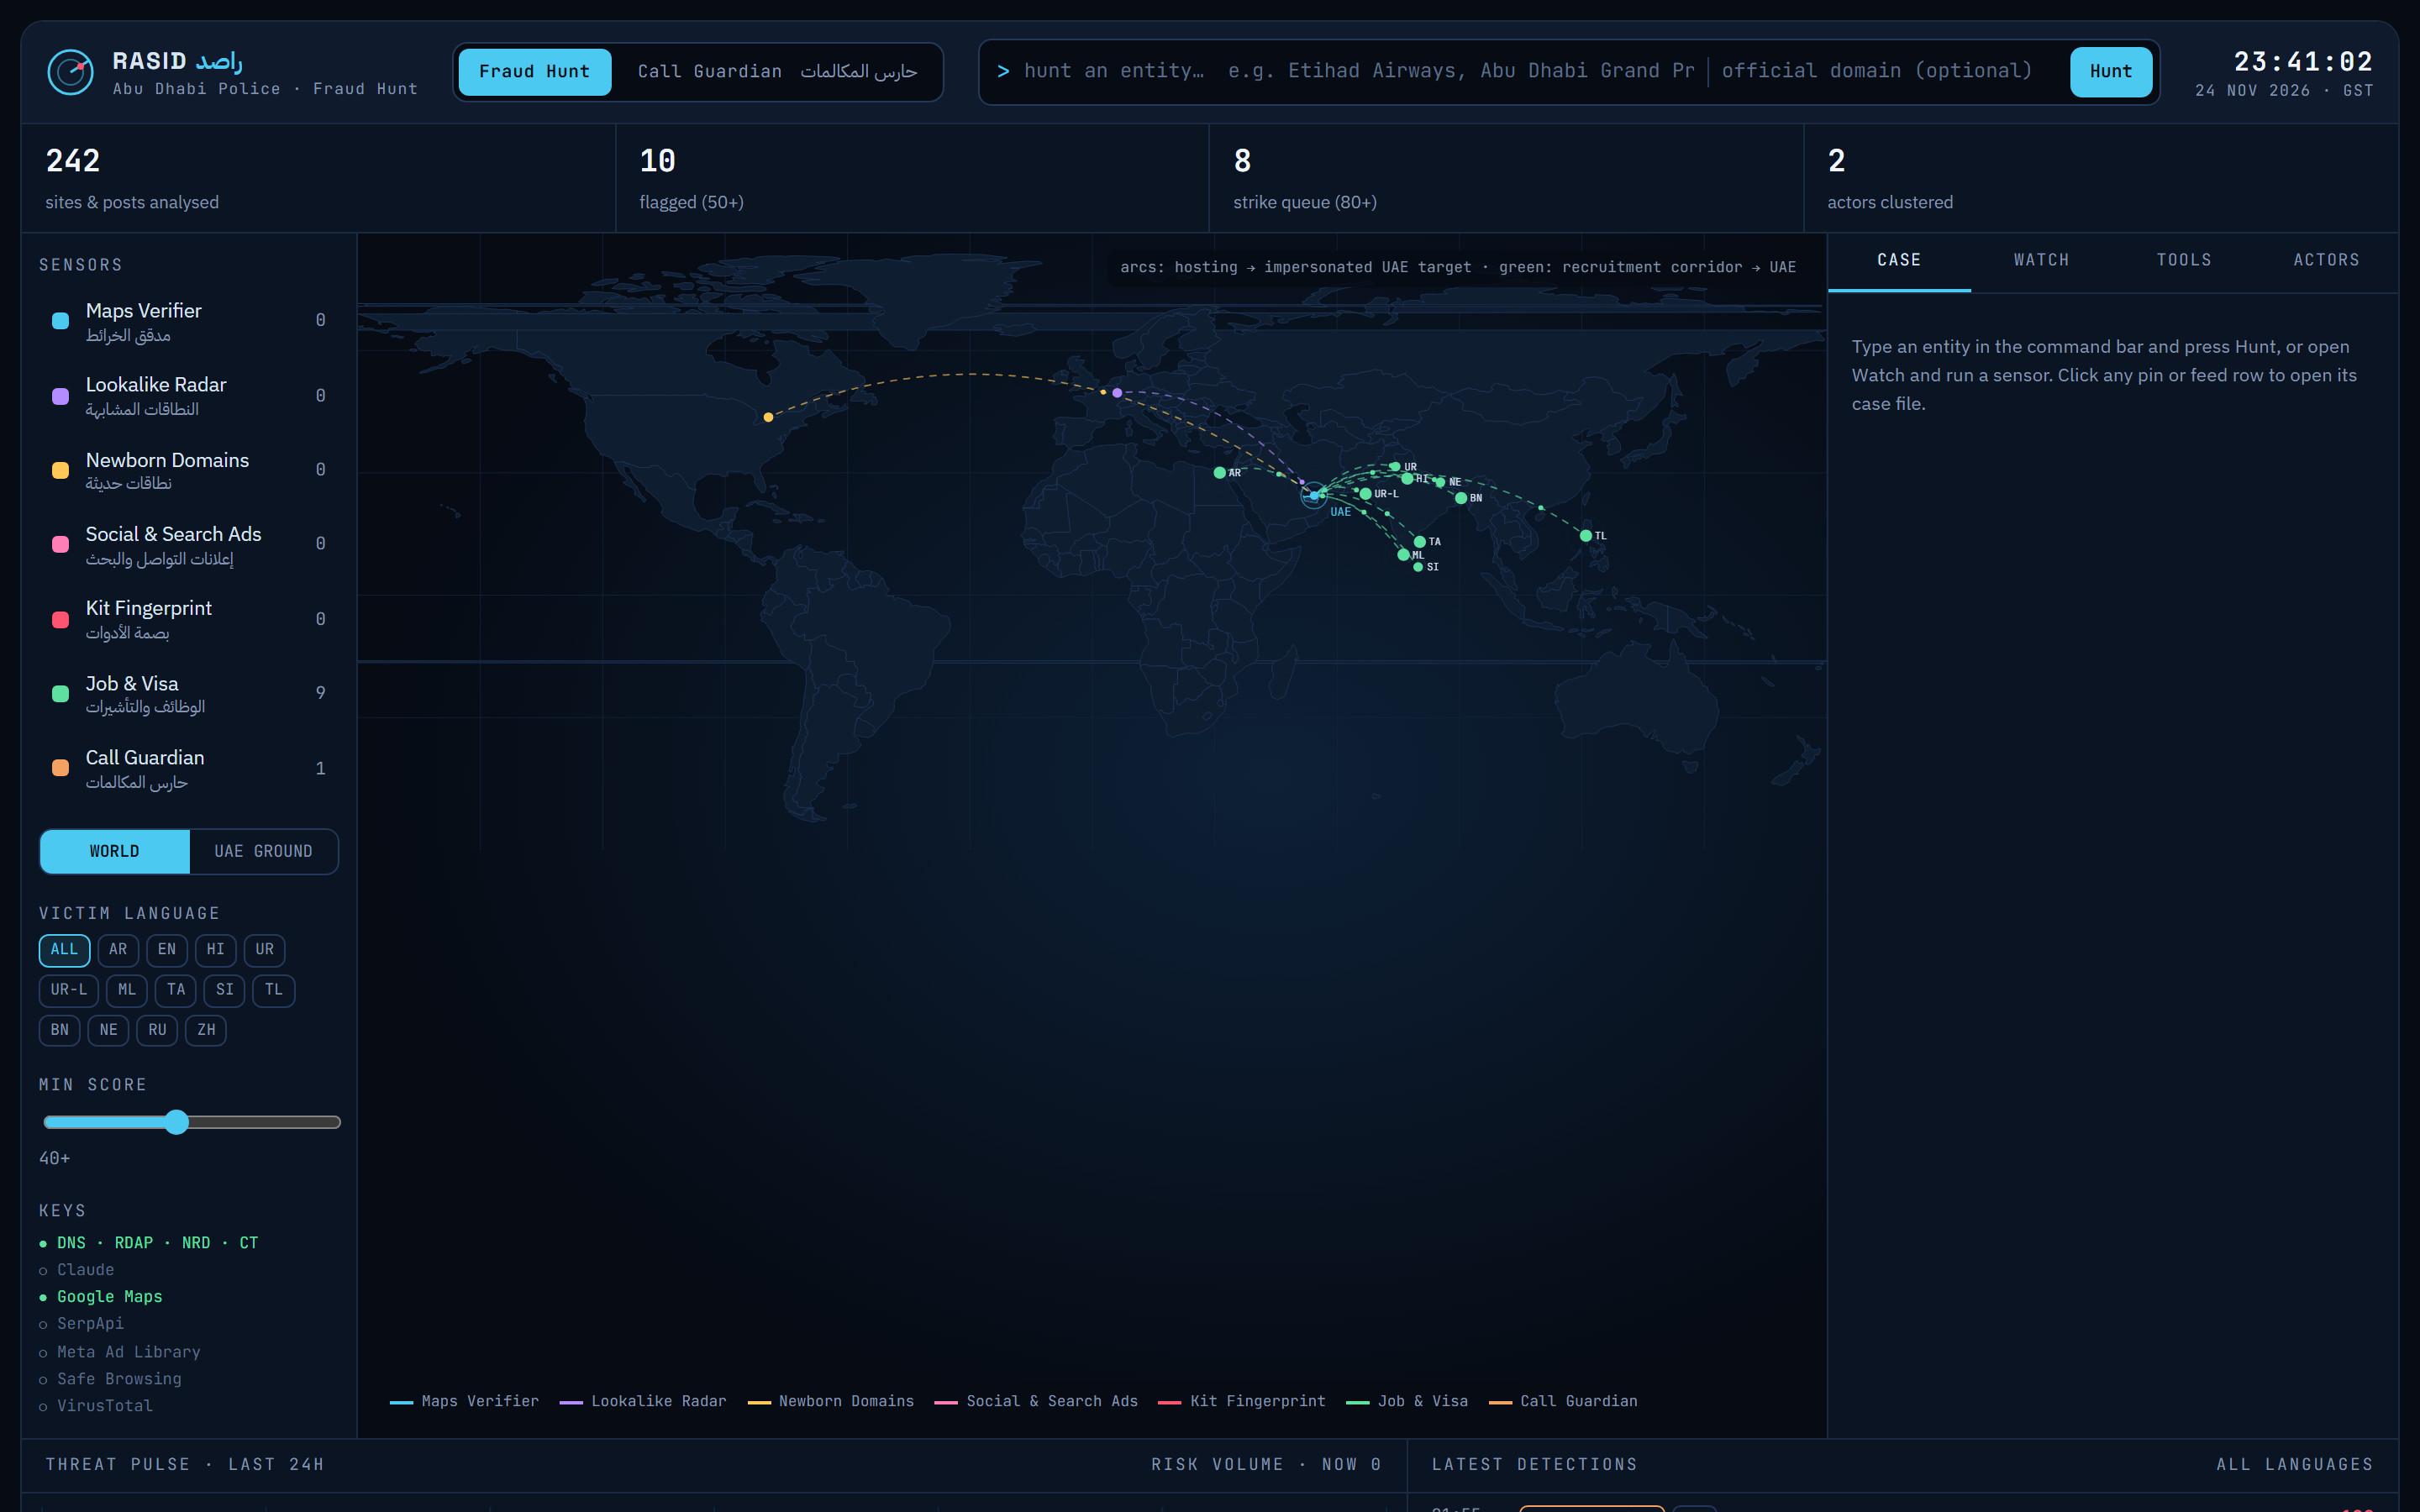 RASID راصد
Abu Dhabi Police · Fraud Hunt
Fraud Hunt
Call Guardian حارس المكالمات
> hunt an entity… e.g. Etihad Airways, Abu Dhabi Grand Pr
official domain (optional)
Hunt
23:41:02
24 NOV 2026 · GST
242
sites & posts analysed
10
flagged (50+)
8
strike queue (80+)
2
actors clustered
SENSORS
Maps Verifier 0
مدقق الخرائط
Lookalike Radar 0
النطاقات المشابهة
Newborn Domains 0
نطاقات حديثة
Social & Search Ads 0
إعلانات التواصل والبحث
Kit Fingerprint 0
بصمة الأدوات
Job & Visa 9
الوظائف والتأشيرات
Call Guardian 1
حارس المكالمات
WORLD
UAE GROUND
VICTIM LANGUAGE
ALL AR EN HI UR
UR-L ML TA SI TL
BN NE RU ZH
MIN SCORE
40+
KEYS
DNS · RDAP · NRD · CT
Claude
Google Maps
SerpApi
Meta Ad Library
Safe Browsing
VirusTotal
arcs: hosting → impersonated UAE target · green: recruitment corridor → UAE
AR
UR
HI
NE
UR-L
BN
UAE
TL
TA
ML
SI
Maps Verifier Lookalike Radar Newborn Domains Social & Search Ads Kit Fingerprint Job & Visa Call Guardian
CASE WATCH TOOLS ACTORS
Type an entity in the command bar and press Hunt, or open
Watch and run a sensor. Click any pin or feed row to open its
case file.
THREAT PULSE · LAST 24H
RISK VOLUME · NOW 0
LATEST DETECTIONS
ALL LANGUAGES